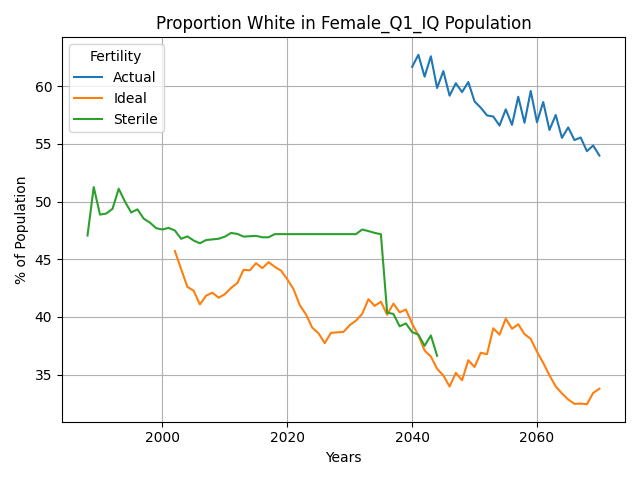 Proportion White in Female_Q1_IQ Population
Fertility
Actual
Ideal
Sterile
% of Population
60
55
50
45
40
35
2000
2020
2040
2060
Years